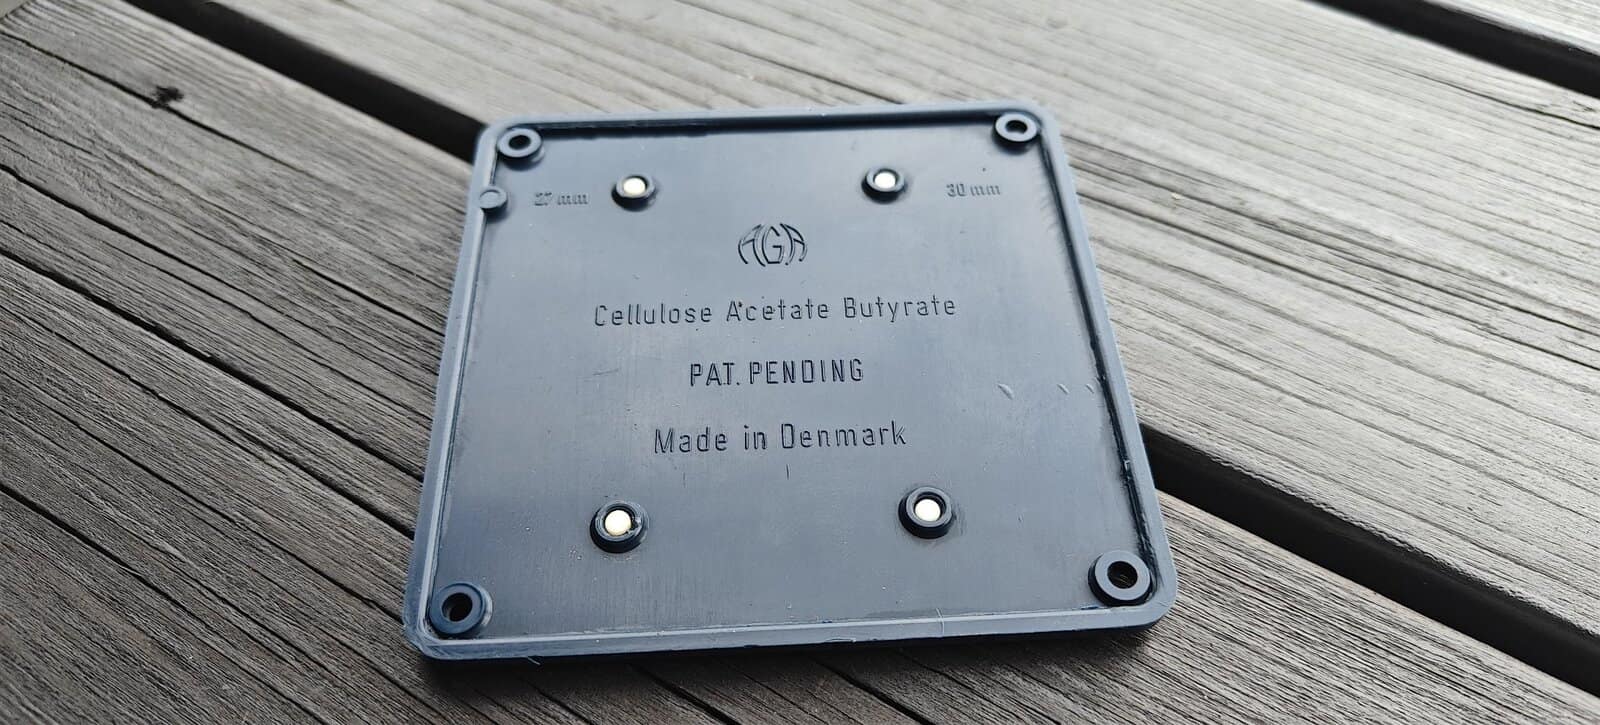 27 mm 30 mm
AGA
Cellulose Acetate Butyrate
PAT. PENDING
Made in Denmark